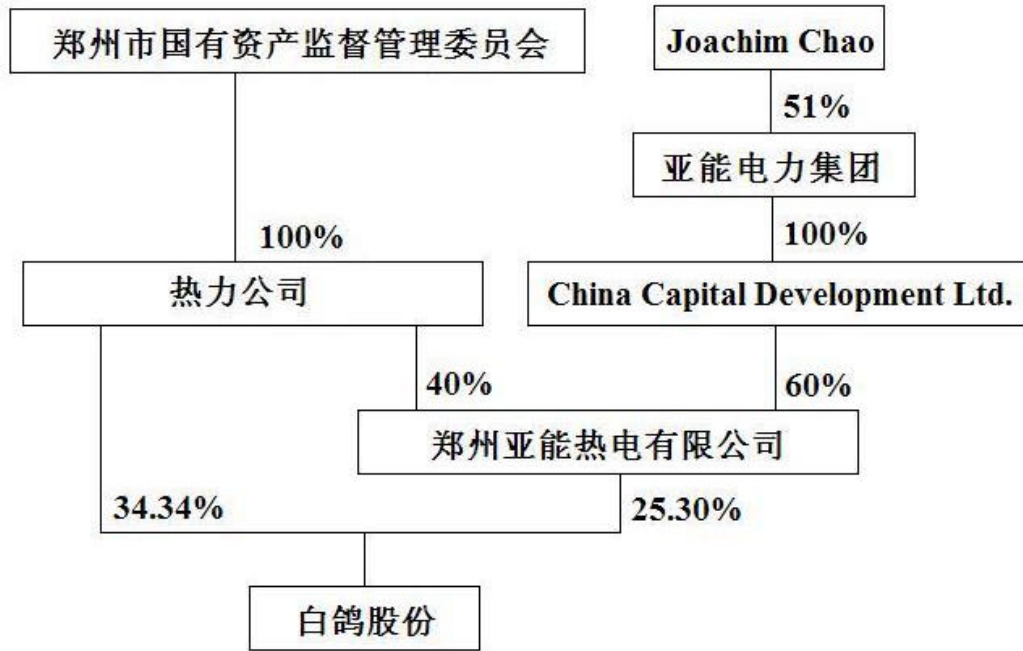 郑州市国有资产监督管理委员会
Joachim Chao
51%
亚能电力集团
100%
100%
热力公司
China Capital Development Ltd.
40%
60%
郑州亚能热电有限公司
34.34%
25.30%
白鸽股份